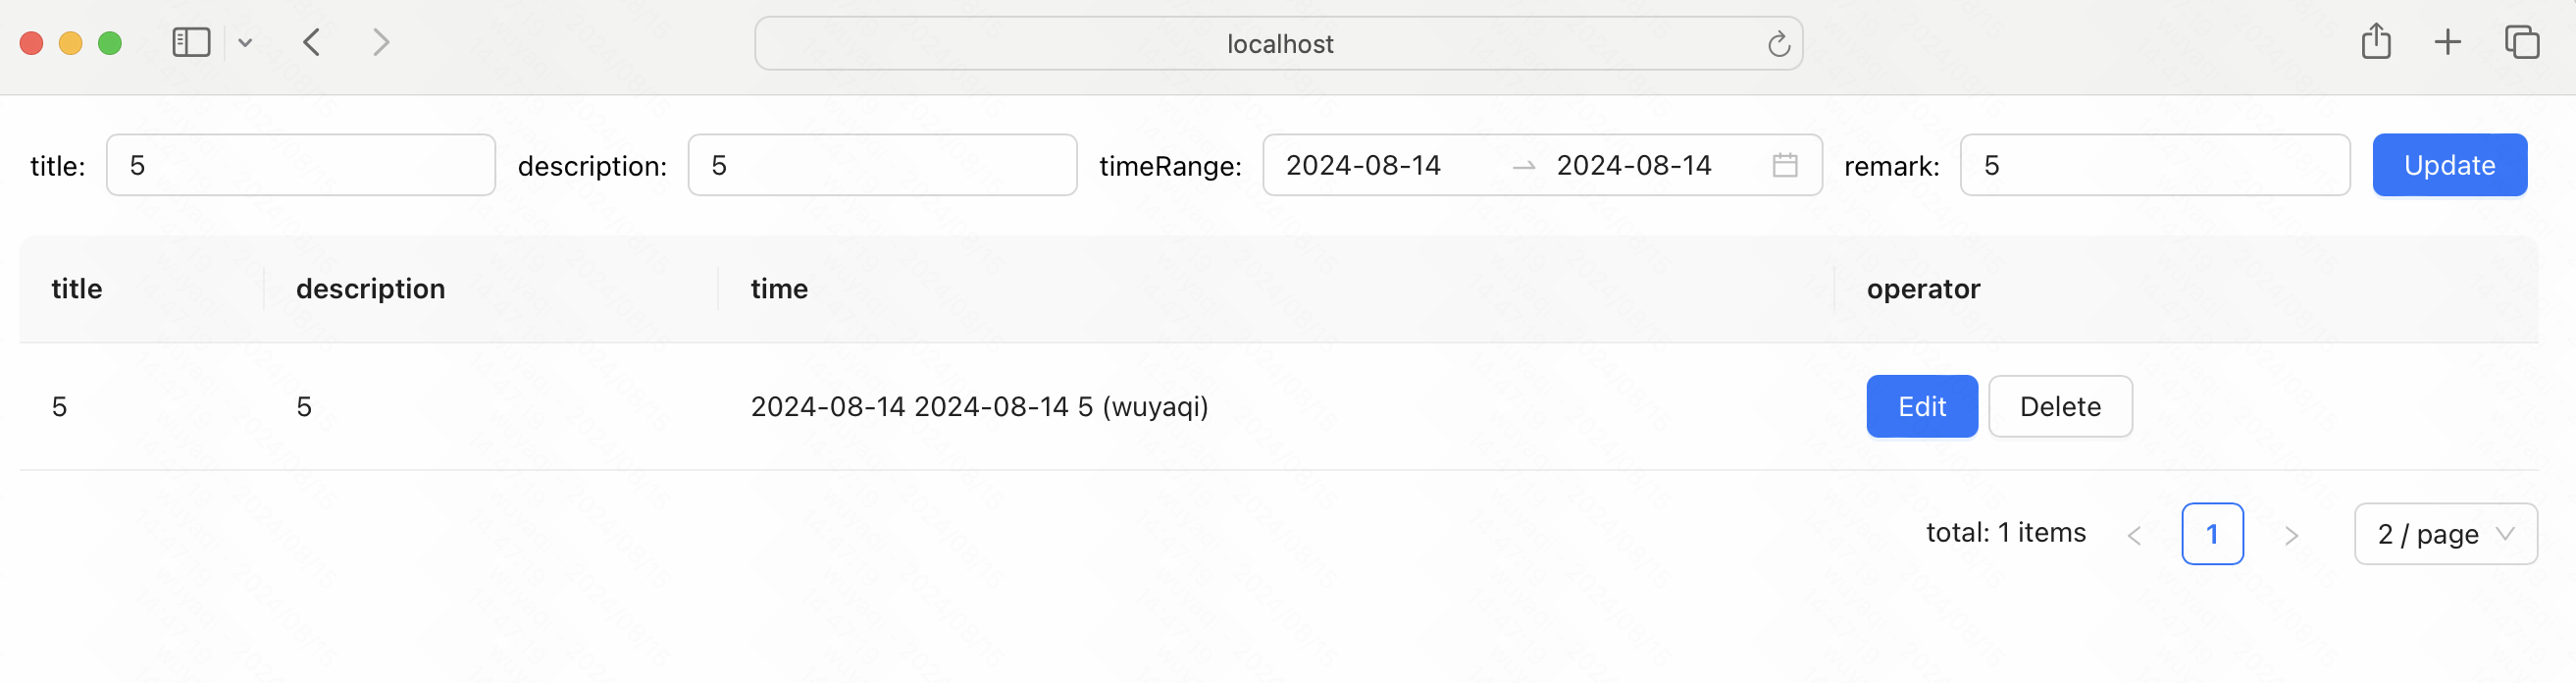 localhost
title: 5 description: 5 timeRange: 2024-08-14 2024-08-14 remark: 5 Update
title description time operator
5 5 2024-08-14 2024-08-14 5 (wuyaqi) Edit Delete
total: 1 items < 1 > 2 / page